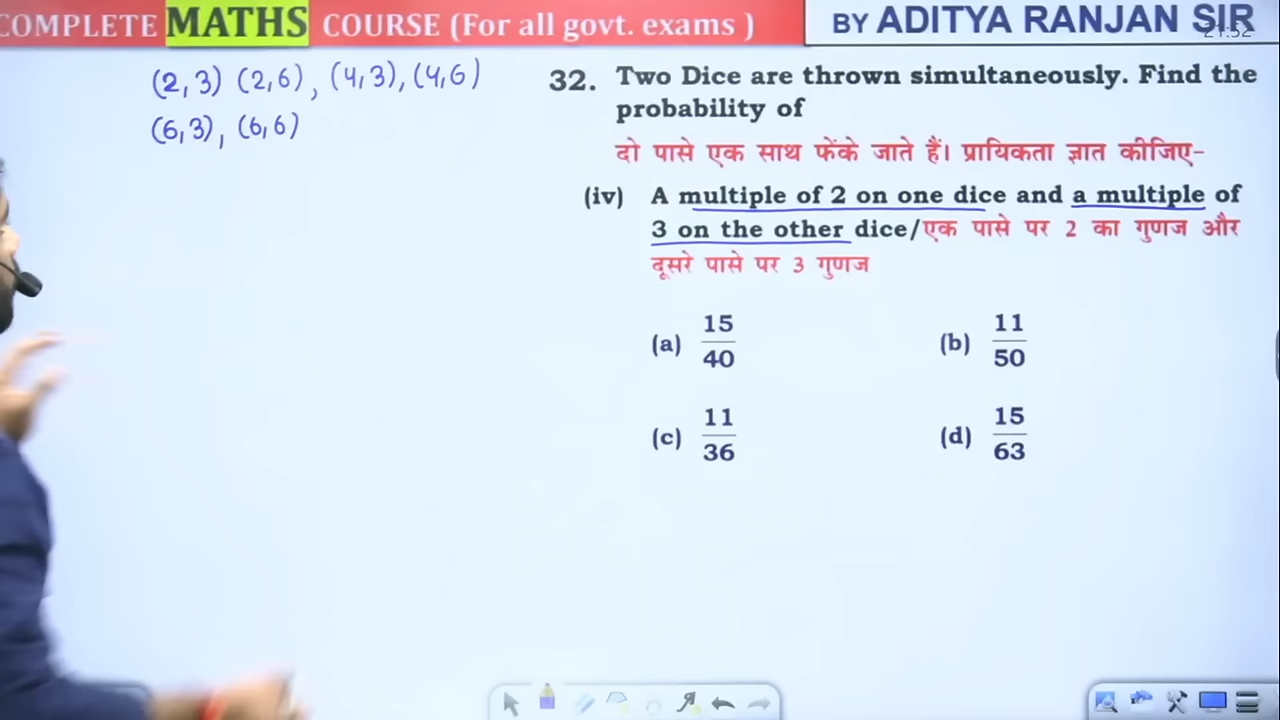 COMPLETE MATHS COURSE (For all govt. exams )
BY ADITYA RANJAN SIR
21:52
(2,3) (2,6), (4,3), (4,6)
(6,3), (6,6)
32. Two Dice are thrown simultaneously. Find the
probability of
दो पासे एक साथ फेंके जाते हैं। प्रायिकता ज्ञात कीजिए-
(iv) A multiple of 2 on one dice and a multiple of
3 on the other dice/एक पासे पर 2 का गुणज और
दूसरे पासे पर 3 गुणज
(a) 15/40 (b) 11/50
(c) 11/36 (d) 15/63